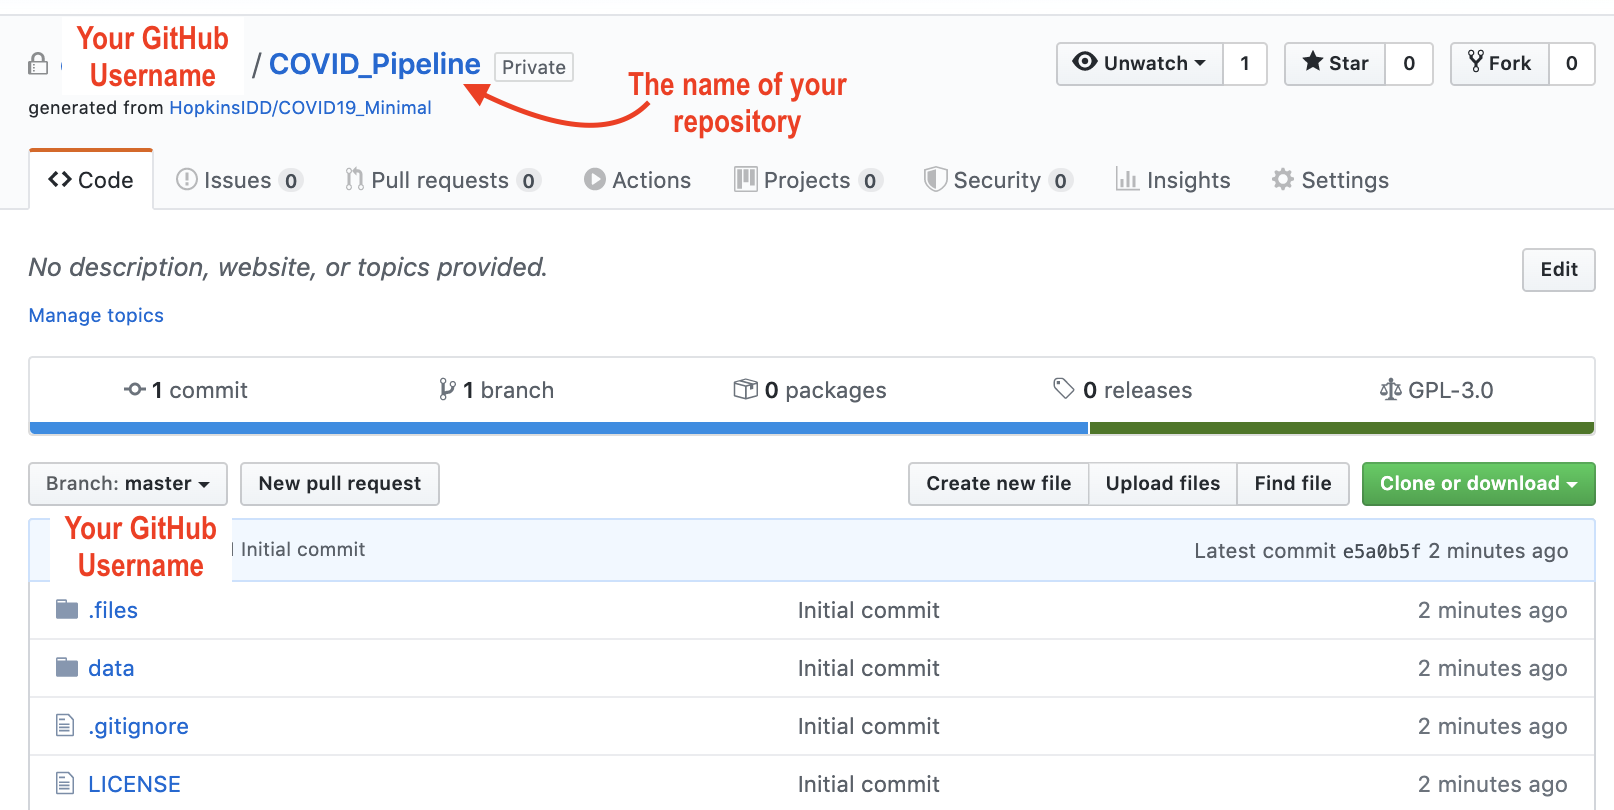 Your GitHub
Username
/ COVID_Pipeline Private
The name of your
repository
Unwatch 1 Star 0 Fork 0
generated from HopkinsIDD/COVID19_Minimal
Code Issues 0 Pull requests 0 Actions Projects 0 Security 0 Insights Settings
No description, website, or topics provided.
Edit
Manage topics
1 commit 1 branch 0 packages 0 releases GPL-3.0
Branch: master New pull request Create new file Upload files Find file Clone or download
Your GitHub
Username
Initial commit Latest commit e5a0b5f 2 minutes ago
.files Initial commit 2 minutes ago
data Initial commit 2 minutes ago
.gitignore Initial commit 2 minutes ago
LICENSE Initial commit 2 minutes ago